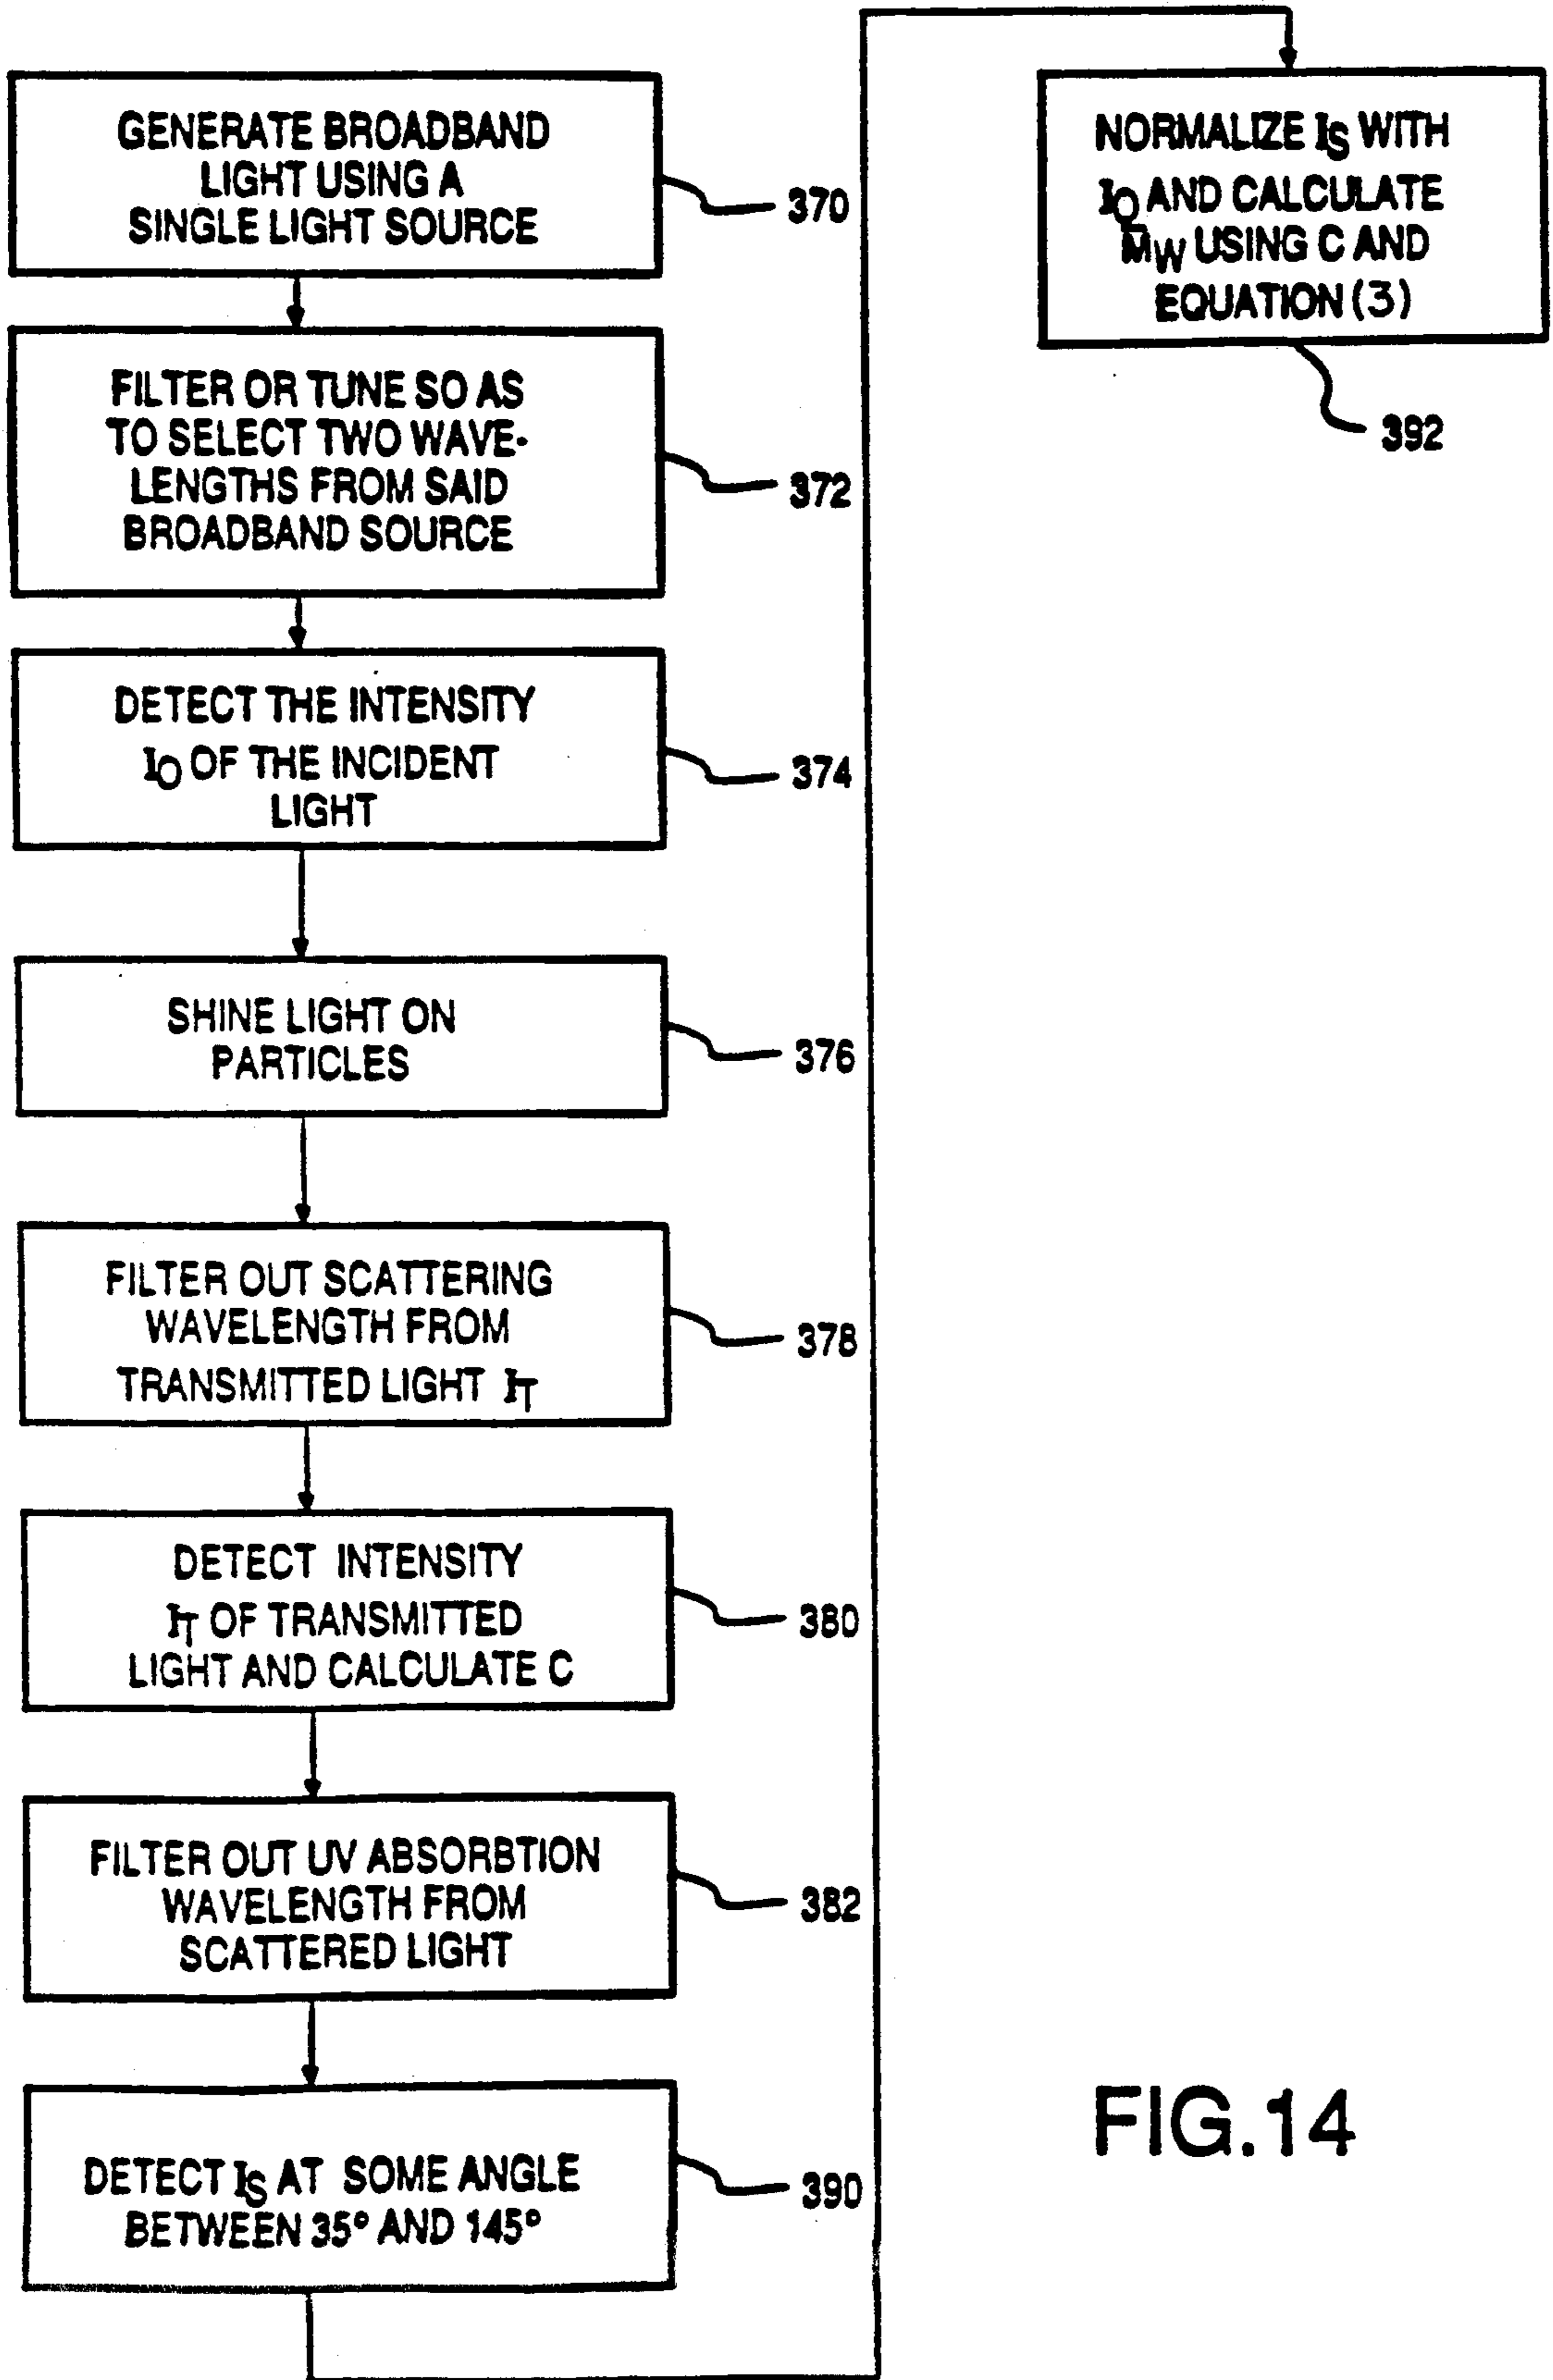 GENERATE BROADBAND
LIGHT USING A
SINGLE LIGHT SOURCE
370
FILTER OR TUNE SO AS
TO SELECT TWO WAVE-
LENGTHS FROM SAID
BROADBAND SOURCE
372
DETECT THE INTENSITY
IO OF THE INCIDENT
LIGHT
374
SHINE LIGHT ON
PARTICLES
376
FILTER OUT SCATTERING
WAVELENGTH FROM
TRANSMITTED LIGHT IT
378
DETECT INTENSITY
IT OF TRANSMITTED
LIGHT AND CALCULATE C
380
FILTER OUT UV ABSORBTION
WAVELENGTH FROM
SCATTERED LIGHT
382
DETECT IS AT SOME ANGLE
BETWEEN 35° AND 145°
390
NORMALIZE IS WITH
IO AND CALCULATE
M̅W USING C AND
EQUATION (3)
392
FIG.14